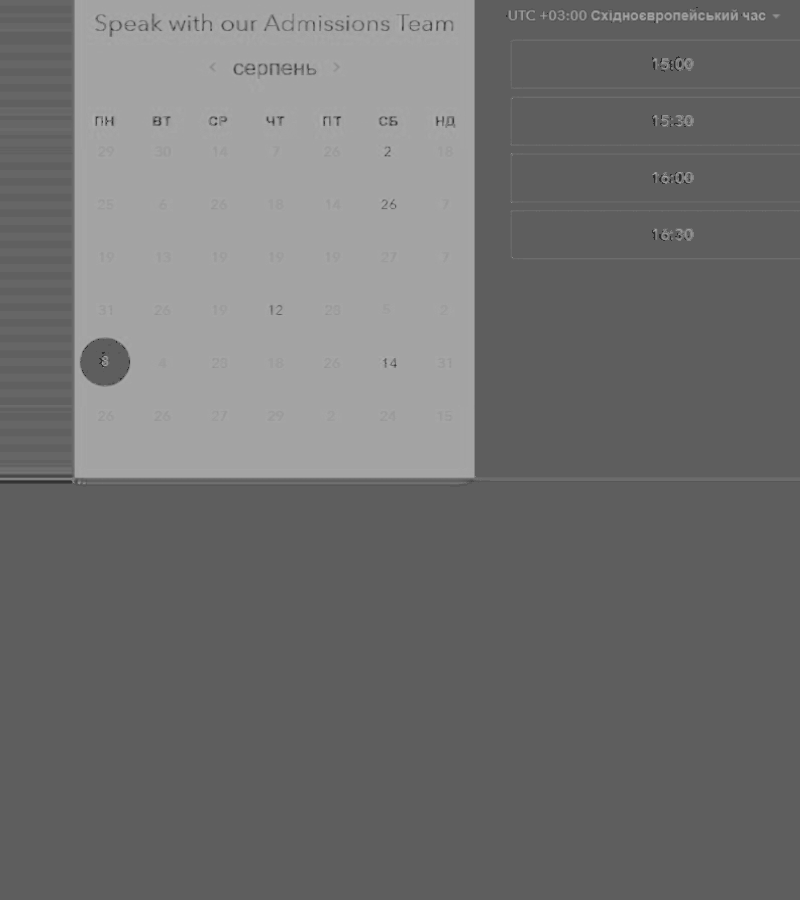 Speak with our Admissions Team
< серпень >
ПН ВТ СР ЧТ ПТ СБ НД
29 30 14 7 26 2 18
25 6 26 18 14 26 7
19 13 19 19 19 27 7
31 26 19 12 28 5 2
8 4 23 18 26 14 31
26 26 27 29 2 24 15
UTC +03:00 Східноєвропейський час
15:00
15:30
16:00
16:30